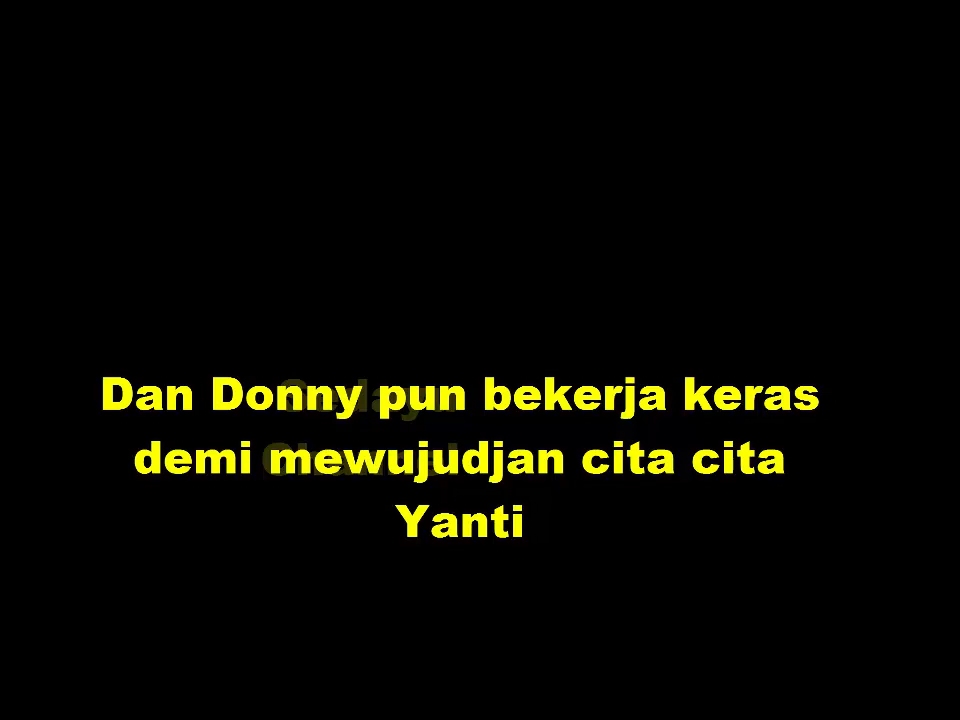 Dan Donny pun bekerja keras
demi mewujudjan cita cita
Yanti